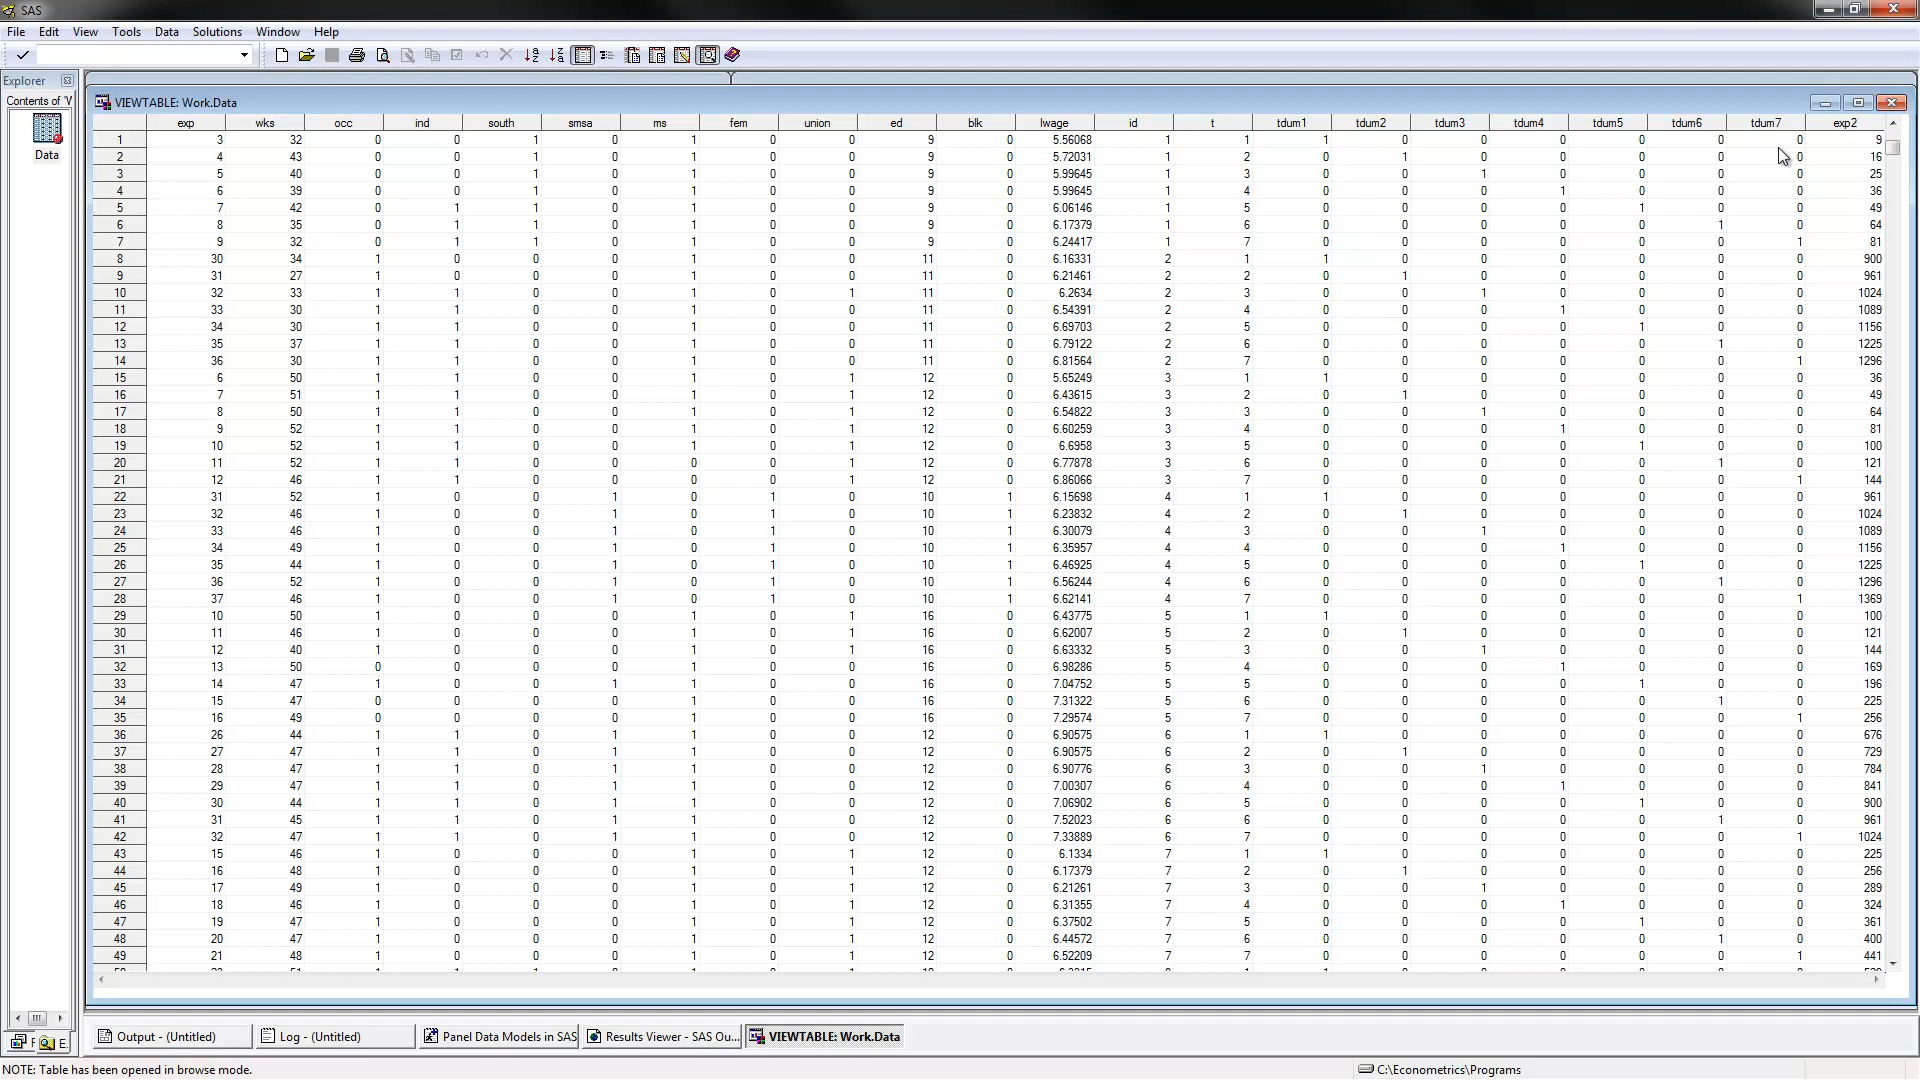 SAS
File Edit View Tools Data Solutions Window Help
Explorer
Contents of 'V
Data
VIEWTABLE: Work.Data
exp wks occ ind south smsa ms fem union ed blk lwage id t tdum1 tdum2 tdum3 tdum4 tdum5 tdum6 tdum7 exp2
1 3 32 0 0 1 0 1 0 0 9 0 5.56068 1 1 1 0 0 0 0 0 0 9
2 4 43 0 0 1 0 1 0 0 9 0 5.72031 1 2 0 1 0 0 0 0 0 16
3 5 40 0 0 1 0 1 0 0 9 0 5.99645 1 3 0 0 1 0 0 0 0 25
4 6 39 0 0 1 0 1 0 0 9 0 5.99645 1 4 0 0 0 1 0 0 0 36
5 7 42 0 1 1 0 1 0 0 9 0 6.06146 1 5 0 0 0 0 1 0 0 49
6 8 35 0 1 1 0 1 0 0 9 0 6.17379 1 6 0 0 0 0 0 1 0 64
7 9 32 0 1 1 0 1 0 0 9 0 6.24417 1 7 0 0 0 0 0 0 1 81
8 30 34 1 0 0 0 1 0 0 11 0 6.16331 2 1 1 0 0 0 0 0 0 900
9 31 27 1 0 0 0 1 0 0 11 0 6.21461 2 2 0 1 0 0 0 0 0 961
10 32 33 1 1 0 0 1 0 1 11 0 6.2634 2 3 0 0 1 0 0 0 0 1024
11 33 30 1 1 0 0 1 0 0 11 0 6.54391 2 4 0 0 0 1 0 0 0 1089
12 34 30 1 1 0 0 1 0 0 11 0 6.69703 2 5 0 0 0 0 1 0 0 1156
13 35 37 1 1 0 0 1 0 0 11 0 6.79122 2 6 0 0 0 0 0 1 0 1225
14 36 30 1 1 0 0 1 0 0 11 0 6.81564 2 7 0 0 0 0 0 0 1 1296
15 6 50 1 1 0 0 1 0 1 12 0 5.65249 3 1 1 0 0 0 0 0 0 36
16 7 51 1 1 0 0 1 0 1 12 0 6.43615 3 2 0 1 0 0 0 0 0 49
17 8 50 1 1 0 0 1 0 1 12 0 6.54822 3 3 0 0 1 0 0 0 0 64
18 9 52 1 1 0 0 1 0 1 12 0 6.60259 3 4 0 0 0 1 0 0 0 81
19 10 52 1 1 0 0 1 0 1 12 0 6.6958 3 5 0 0 0 0 1 0 0 100
20 11 52 1 1 0 0 0 0 1 12 0 6.77878 3 6 0 0 0 0 0 1 0 121
21 12 46 1 1 0 0 0 0 1 12 0 6.86066 3 7 0 0 0 0 0 0 1 144
22 31 52 1 0 0 1 0 1 0 10 1 6.15698 4 1 1 0 0 0 0 0 0 961
23 32 46 1 0 0 1 0 1 0 10 1 6.23832 4 2 0 1 0 0 0 0 0 1024
24 33 46 1 0 0 1 0 1 0 10 1 6.30079 4 3 0 0 1 0 0 0 0 1089
25 34 49 1 0 0 1 0 1 0 10 1 6.35957 4 4 0 0 0 1 0 0 0 1156
26 35 44 1 0 0 1 0 1 0 10 1 6.46925 4 5 0 0 0 0 1 0 0 1225
27 36 52 1 0 0 1 0 1 0 10 1 6.56244 4 6 0 0 0 0 0 1 0 1296
28 37 46 1 0 0 1 0 1 0 10 1 6.62141 4 7 0 0 0 0 0 0 1 1369
29 10 50 1 0 0 0 1 0 1 16 0 6.43775 5 1 1 0 0 0 0 0 0 100
30 11 46 1 0 0 0 1 0 1 16 0 6.62007 5 2 0 1 0 0 0 0 0 121
31 12 40 1 0 0 0 1 0 1 16 0 6.63332 5 3 0 0 1 0 0 0 0 144
32 13 50 0 0 0 0 1 0 0 16 0 6.98286 5 4 0 0 0 1 0 0 0 169
33 14 47 1 0 0 1 1 0 0 16 0 7.04752 5 5 0 0 0 0 1 0 0 196
34 15 47 0 0 0 0 1 0 0 16 0 7.31322 5 6 0 0 0 0 0 1 0 225
35 16 49 0 0 0 0 1 0 0 16 0 7.29574 5 7 0 0 0 0 0 0 1 256
36 26 44 1 1 0 1 1 0 0 12 0 6.90575 6 1 1 0 0 0 0 0 0 676
37 27 47 1 1 0 1 1 0 0 12 0 6.90575 6 2 0 1 0 0 0 0 0 729
38 28 47 1 1 0 1 1 0 0 12 0 6.90776 6 3 0 0 1 0 0 0 0 784
39 29 47 1 1 0 1 1 0 0 12 0 7.00307 6 4 0 0 0 1 0 0 0 841
40 30 44 1 1 0 1 1 0 0 12 0 7.06902 6 5 0 0 0 0 1 0 0 900
41 31 45 1 1 0 1 1 0 0 12 0 7.52023 6 6 0 0 0 0 0 1 0 961
42 32 47 1 1 0 1 1 0 0 12 0 7.33889 6 7 0 0 0 0 0 0 1 1024
43 15 46 1 0 0 0 1 0 1 12 0 6.1334 7 1 1 0 0 0 0 0 0 225
44 16 48 1 0 0 0 1 0 1 12 0 6.17379 7 2 0 1 0 0 0 0 0 256
45 17 49 1 0 0 0 1 0 1 12 0 6.21261 7 3 0 0 1 0 0 0 0 289
46 18 46 1 0 0 0 1 0 1 12 0 6.31355 7 4 0 0 0 1 0 0 0 324
47 19 47 1 0 0 0 1 0 1 12 0 6.37502 7 5 0 0 0 0 1 0 0 361
48 20 47 1 0 0 0 1 0 1 12 0 6.44572 7 6 0 0 0 0 0 1 0 400
49 21 48 1 0 0 0 1 0 1 12 0 6.52209 7 7 0 0 0 0 0 0 1 441
E.
Output - (Untitled) Log - (Untitled) Panel Data Models in SAS Results Viewer - SAS Ou... VIEWTABLE: Work.Data
NOTE: Table has been opened in browse mode. C:\Econometrics\Programs